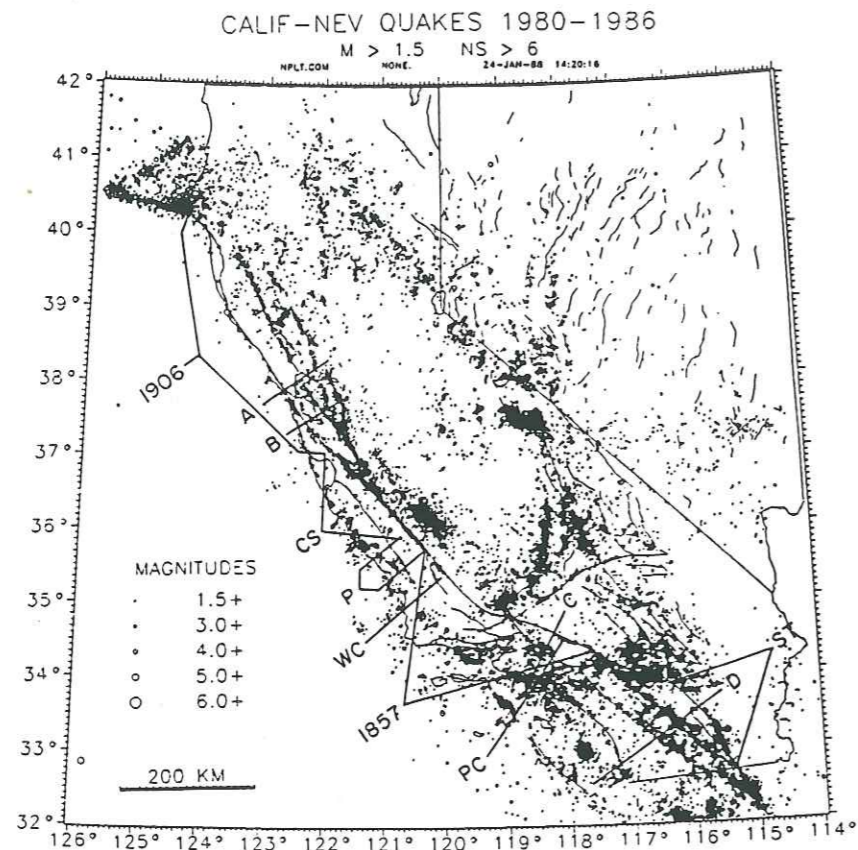 CALIF-NEV QUAKES 1980-1986
M > 1.5 NS > 6
NPLT.COM NONE. 24-JAN-88 14:20:16
42°
41°
40°
39°
38°
1906
A
B
37°
36°
CS
MAGNITUDES
1.5+
35°
P
C
3.0+
WC
4.0+
34°
S
5.0+
D
6.0+
1857
33°
PC
200 KM
32°
126° 125° 124° 123° 122° 121° 120° 119° 118° 117° 116° 115° 114°